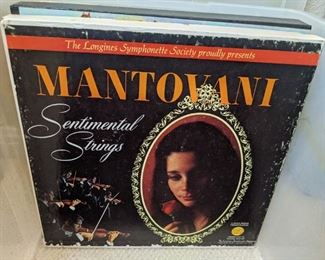 The Longines Symphonette Society proudly presents
MANTOVANI
Sentimental
Strings